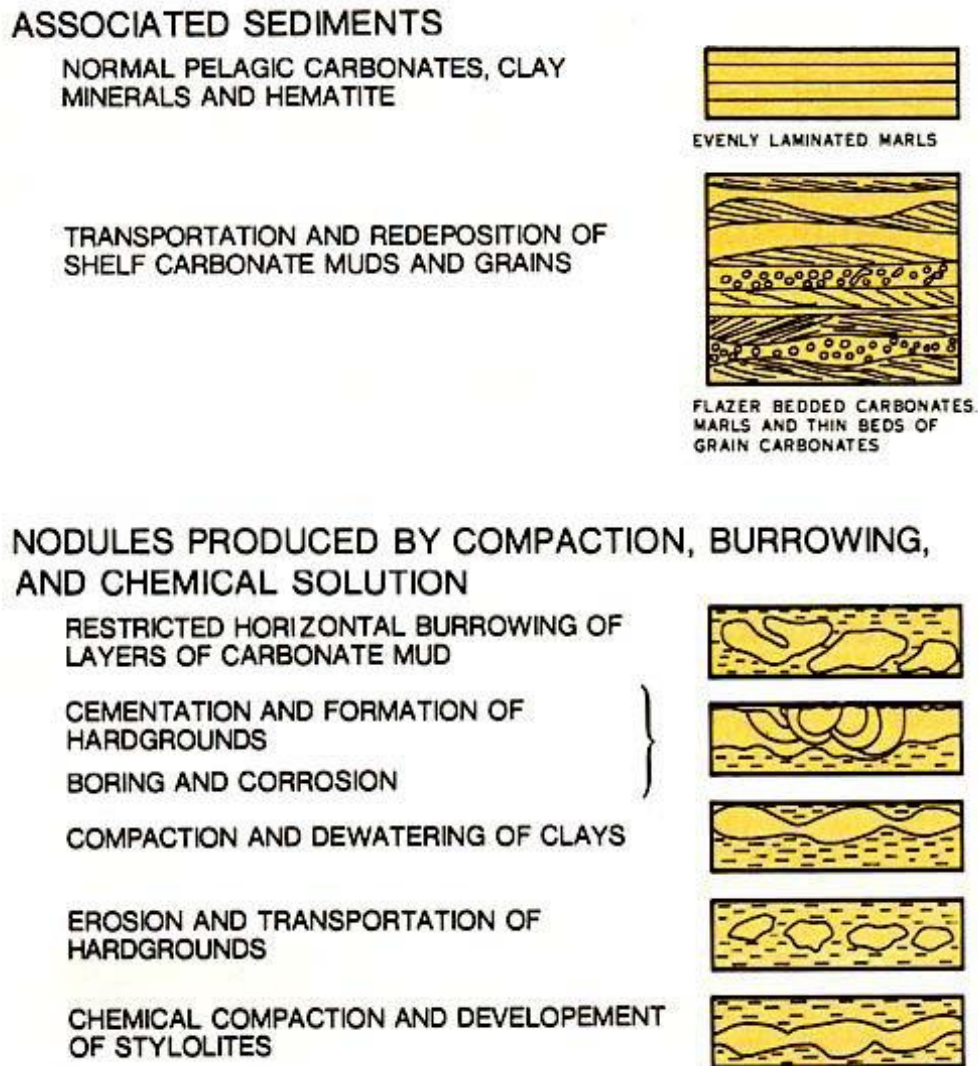 ASSOCIATED SEDIMENTS
NORMAL PELAGIC CARBONATES, CLAY
MINERALS AND HEMATITE
EVENLY LAMINATED MARLS
TRANSPORTATION AND REDEPOSITION OF
SHELF CARBONATE MUDS AND GRAINS
FLAZER BEDDED CARBONATES.
MARLS AND THIN BEDS OF
GRAIN CARBONATES
NODULES PRODUCED BY COMPACTION, BURROWING,
AND CHEMICAL SOLUTION
RESTRICTED HORIZONTAL BURROWING OF
LAYERS OF CARBONATE MUD
CEMENTATION AND FORMATION OF
HARDGROUNDS
BORING AND CORROSION
COMPACTION AND DEWATERING OF CLAYS
EROSION AND TRANSPORTATION OF
HARDGROUNDS
CHEMICAL COMPACTION AND DEVELOPEMENT
OF STYLOLITES